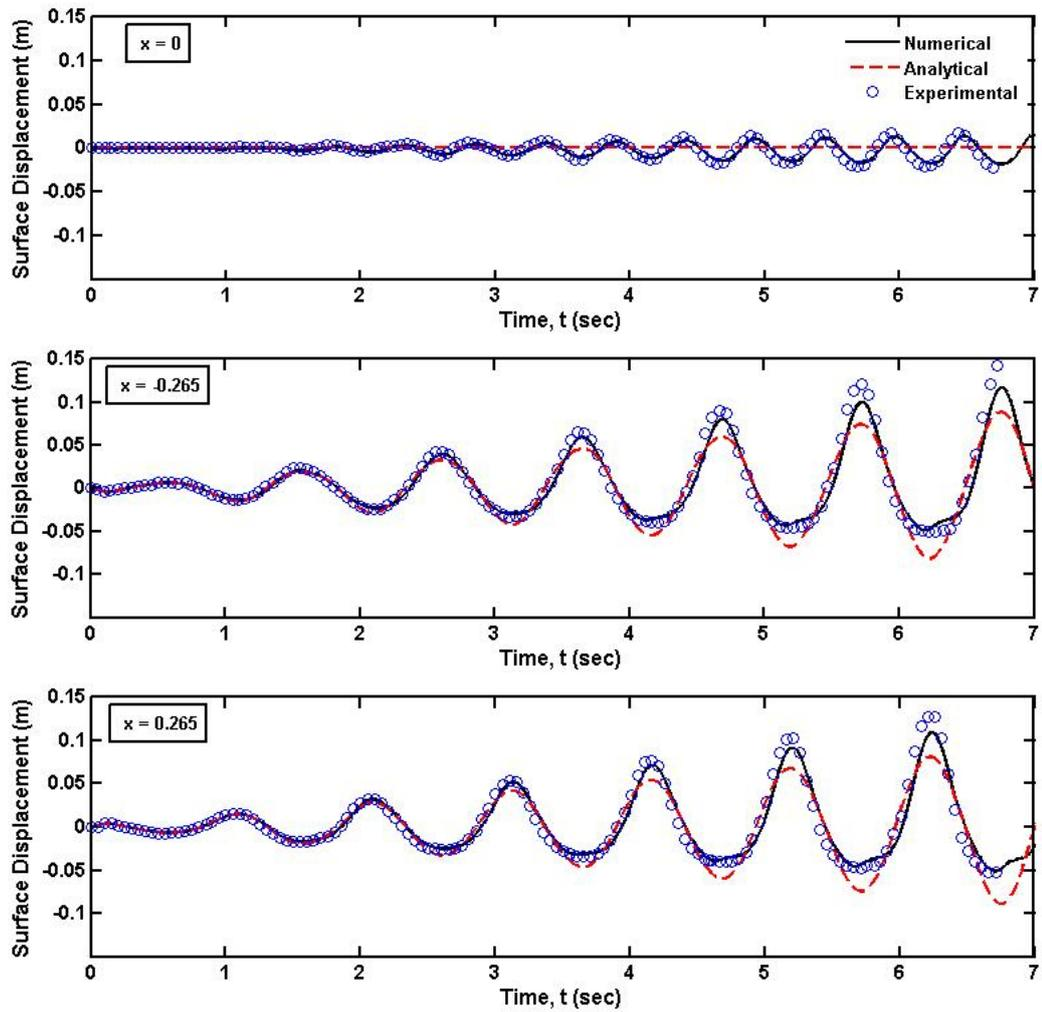 x = 0
Numerical
Analytical
Experimental
0.15
0.1
0.05
0
-0.05
-0.1
Surface Displacement (m)
0 1 2 3 4 5 6 7
Time, t (sec)
x = -0.265
0.15
0.1
0.05
0
-0.05
-0.1
Surface Displacement (m)
0 1 2 3 4 5 6 7
Time, t (sec)
x = 0.265
0.15
0.1
0.05
0
-0.05
-0.1
Surface Displacement (m)
0 1 2 3 4 5 6 7
Time, t (sec)